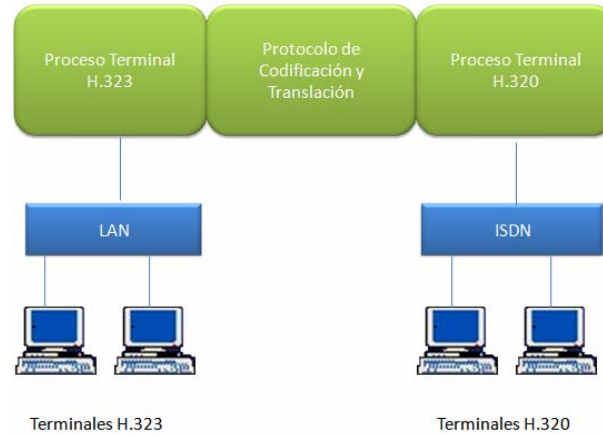 Proceso Terminal
H.323
Protocolo de
Codificación y
Translación
Proceso Terminal
H.320
LAN
ISDN
Terminales H.323
Terminales H.320